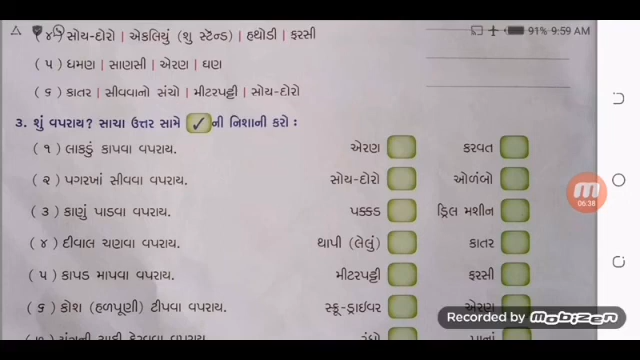 (૪) સોય-દોરો | એકલિયું (શુ સ્ટેન્ડ) | હથોડી | ફરસી
91% 9:59 AM
(૫) ધમણ | સાણસી | એરણ | ઘણ
(૬) કાતર | સીવવાનો સંચો | મીટરપટ્ટી | સોય-દોરો
૩. શું વપરાય? સાચા ઉત્તર સામે ✓ ની નિશાની કરો :
(૧) લાકડું કાપવા વપરાય. એરણ કરવત
(૨) પગરખાં સીવવા વપરાય. સોય-દોરો ઓળંબો
(૩) કાણું પાડવા વપરાય. પક્કડ ડ્રિલ મશીન
06:38
(૪) દીવાલ ચણવા વપરાય. થાપી (લેલું) કાતર
(૫) કાપડ માપવા વપરાય. મીટરપટ્ટી ફરસી
(૬) કોશ (હળપૂણી) ટીપવા વપરાય. સ્ક્રૂ-ડ્રાઇવર એરણ
Recorded by Mobizen